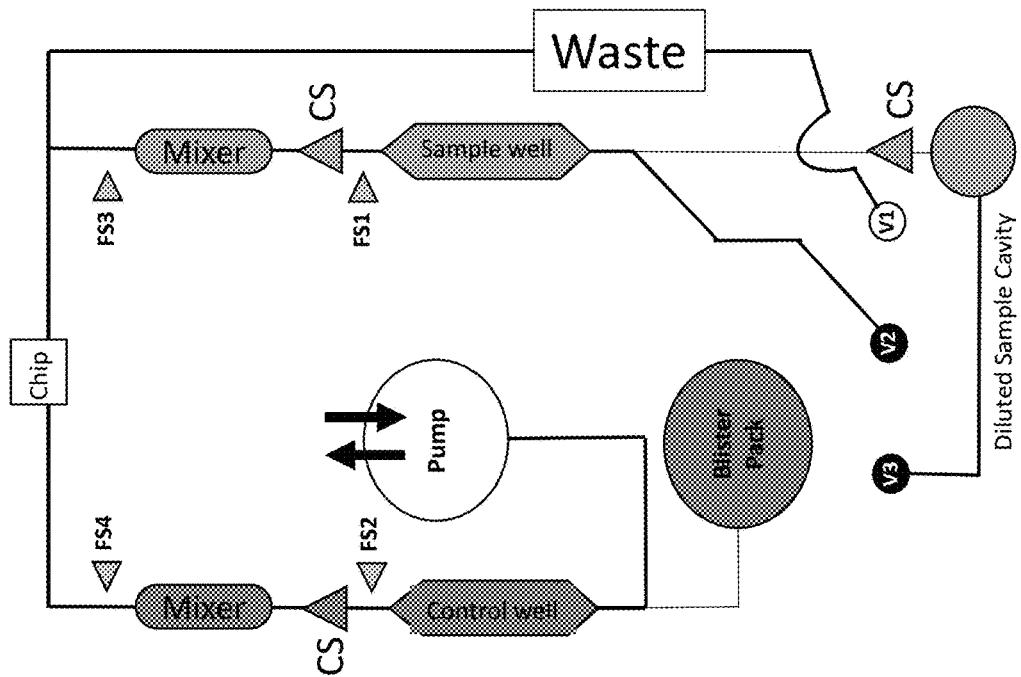 Waste
CS
Mixer
Sample well
CS
FS3
FS1
V1
Chip
V2
Diluted Sample Cavity
Pump
Blister
Pack
V3
FS4
FS2
Mixer
Control well
CS